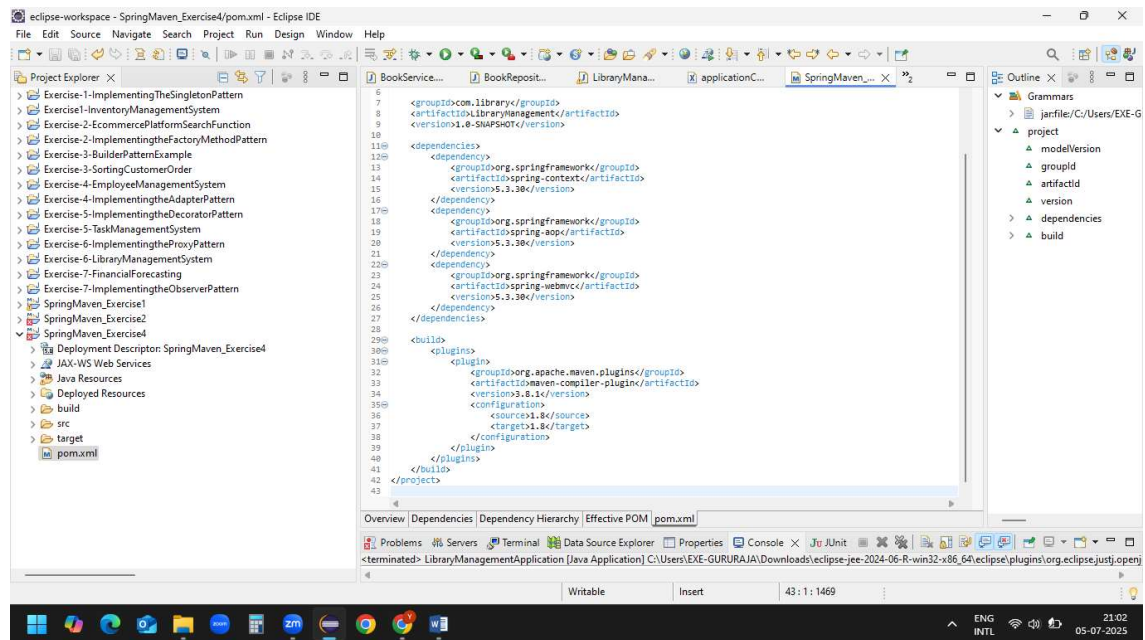 eclipse-workspace - SpringMaven_Exercise4/pom.xml - Eclipse IDE
File Edit Source Navigate Search Project Run Design Window Help
Project Explorer
Exercise-1-ImplementingTheSingletonPattern
Exercise1-InventoryManagementSystem
Exercise-2-EcommercePlatformSearchFunction
Exercise-2-ImplementingtheFactoryMethodPattern
Exercise-3-BuilderPatternExample
Exercise-3-SortingCustomerOrder
Exercise-4-EmployeeManagementSystem
Exercise-4-ImplementingtheAdapterPattern
Exercise-5-ImplementingtheDecoratorPattern
Exercise-5-TaskManagementSystem
Exercise-6-ImplementingtheProxyPattern
Exercise-6-LibraryManagementSystem
Exercise-7-FinancialForecasting
Exercise-7-ImplementingtheObserverPattern
SpringMaven_Exercise1
SpringMaven_Exercise2
SpringMaven_Exercise4
Deployment Descriptor: SpringMaven_Exercise4
JAX-WS Web Services
Java Resources
Deployed Resources
build
src
target
pom.xml
BookService.... BookReposit... LibraryMana... applicationC... SpringMaven_... »2
6
7 <groupId>com.library</groupId>
8 <artifactId>LibraryManagement</artifactId>
9 <version>1.0-SNAPSHOT</version>
10
11 <dependencies>
12 <dependency>
13 <groupId>org.springframework</groupId>
14 <artifactId>spring-context</artifactId>
15 <version>5.3.30</version>
16 </dependency>
17 <dependency>
18 <groupId>org.springframework</groupId>
19 <artifactId>spring-aop</artifactId>
20 <version>5.3.30</version>
21 </dependency>
22 <dependency>
23 <groupId>org.springframework</groupId>
24 <artifactId>spring-webmvc</artifactId>
25 <version>5.3.30</version>
26 </dependency>
27 </dependencies>
28
29 <build>
30 <plugins>
31 <plugin>
32 <groupId>org.apache.maven.plugins</groupId>
33 <artifactId>maven-compiler-plugin</artifactId>
34 <version>3.8.1</version>
35 <configuration>
36 <source>1.8</source>
37 <target>1.8</target>
38 </configuration>
39 </plugin>
40 </plugins>
41 </build>
42 </project>
43
Overview Dependencies Dependency Hierarchy Effective POM pom.xml
Outline
Grammars
jar:file:/C:/Users/EXE-G
project
modelVersion
groupId
artifactId
version
dependencies
build
Problems Servers Terminal Data Source Explorer Properties Console JUnit
<terminated> LibraryManagementApplication [Java Application] C:\Users\EXE-GURURAJA\Downloads\eclipse-jee-2024-06-R-win32-x86_64\eclipse\plugins\org.eclipse.justj.openj
Writable Insert 43 : 1 : 1469
zoom zm
ENG
INTL
21:02
05-07-2025